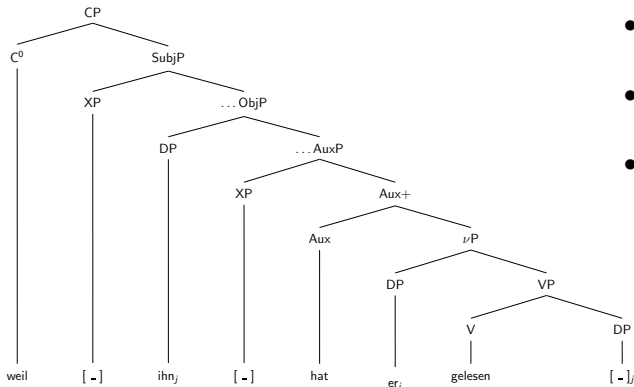 CP
C⁰ SubjP
XP …ObjP
DP …AuxP
XP Aux+
Aux νP
DP VP
V DP
weil [ - ] ihnⱼ [ - ] hat erᵢ gelesen [ - ]ⱼ